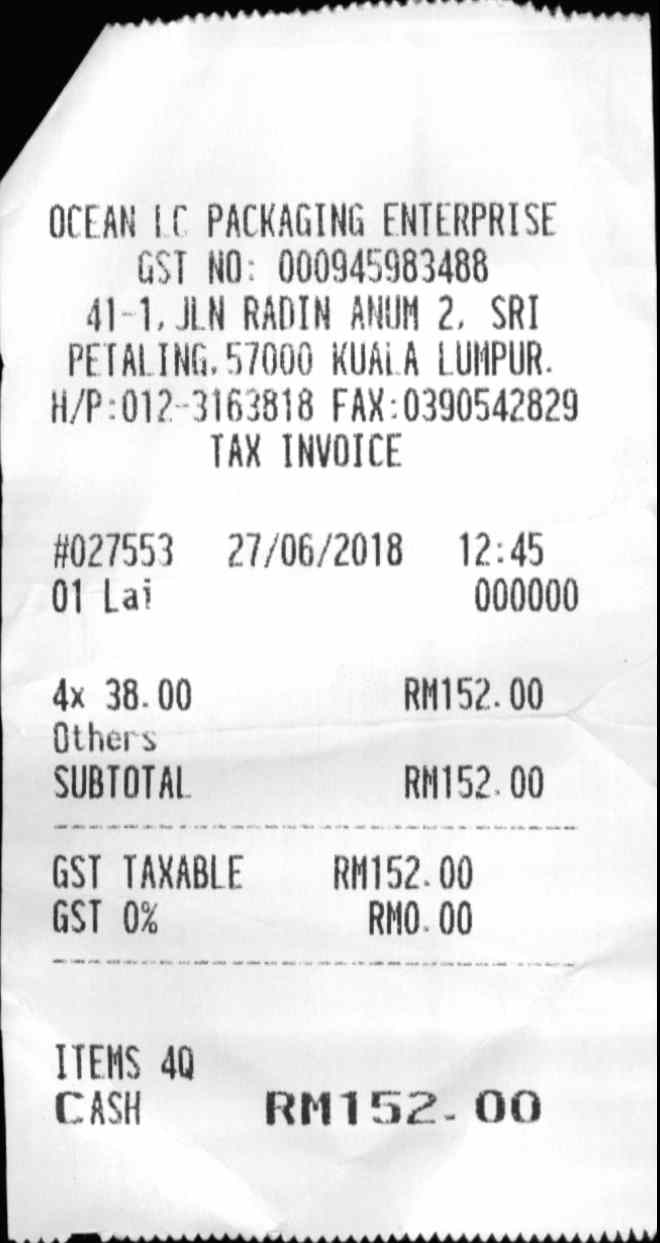 OCEAN LC PACKAGING ENTERPRISE
GST NO: 000945983488
41-1, JLN RADIN ANUM 2, SRI
PETALING,57000 KUALA LUMPUR.
H/P:012-3163818 FAX:0390542829
TAX INVOICE
#027553 27/06/2018 12:45
01 Lai 000000
4x 38.00 RM152.00
Others
SUBTOTAL RM152.00
GST TAXABLE RM152.00
GST 0% RM0.00
ITEMS 4Q
CASH RM152.00